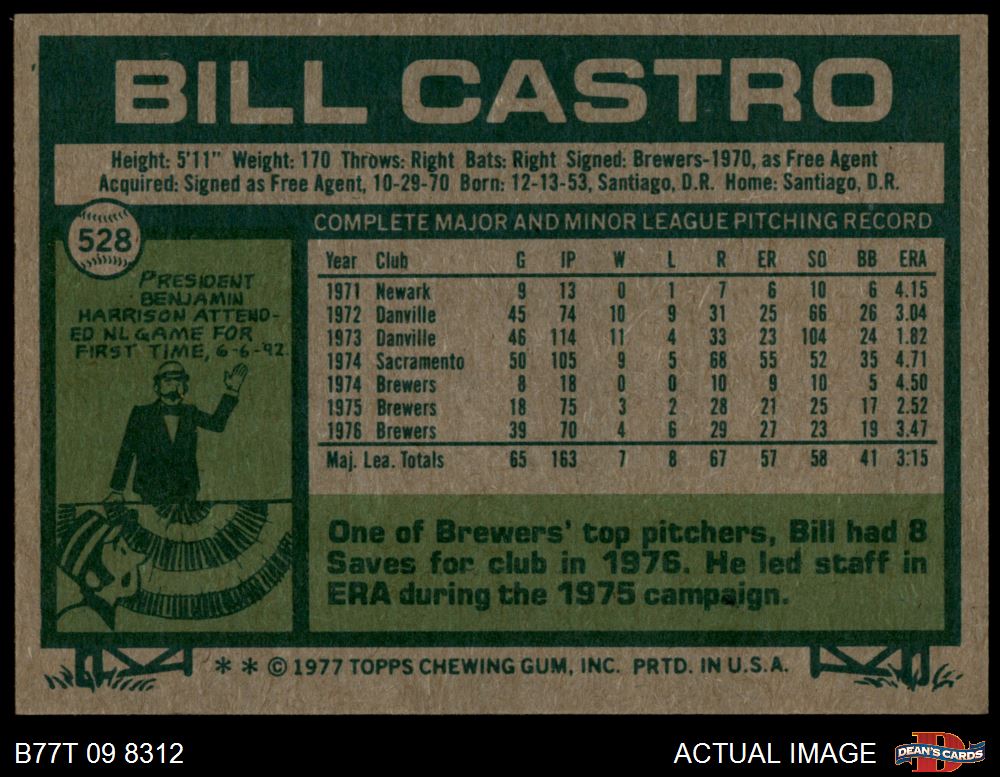 BILL CASTRO
Height: 5'11" Weight: 170 Throws: Right Bats: Right Signed: Brewers-1970, as Free Agent
Acquired: Signed as Free Agent, 10-29-70 Born: 12-13-53, Santiago, D.R. Home: Santiago, D.R.
528
PRESIDENT
BENJAMIN
HARRISON ATTEND-
ED NL GAME FOR
FIRST TIME, 6-6-92.
COMPLETE MAJOR AND MINOR LEAGUE PITCHING RECORD
Year Club G IP W L R ER SO BB ERA
1971 Newark 9 13 0 1 7 6 10 6 4.15
1972 Danville 45 74 10 9 31 25 66 26 3.04
1973 Danville 46 114 11 4 33 23 104 24 1.82
1974 Sacramento 50 105 9 5 68 55 52 35 4.71
1974 Brewers 8 18 0 0 10 9 10 5 4.50
1975 Brewers 18 75 3 2 28 21 25 17 2.52
1976 Brewers 39 70 4 6 29 27 23 19 3.47
Maj. Lea. Totals 65 163 7 8 67 57 58 41 3.15
One of Brewers' top pitchers, Bill had 8
Saves for club in 1976. He led staff in
ERA during the 1975 campaign.
* * © 1977 TOPPS CHEWING GUM, INC. PRTD. IN U.S.A.
B77T 09 8312
ACTUAL IMAGE
D
DEAN'S CARDS